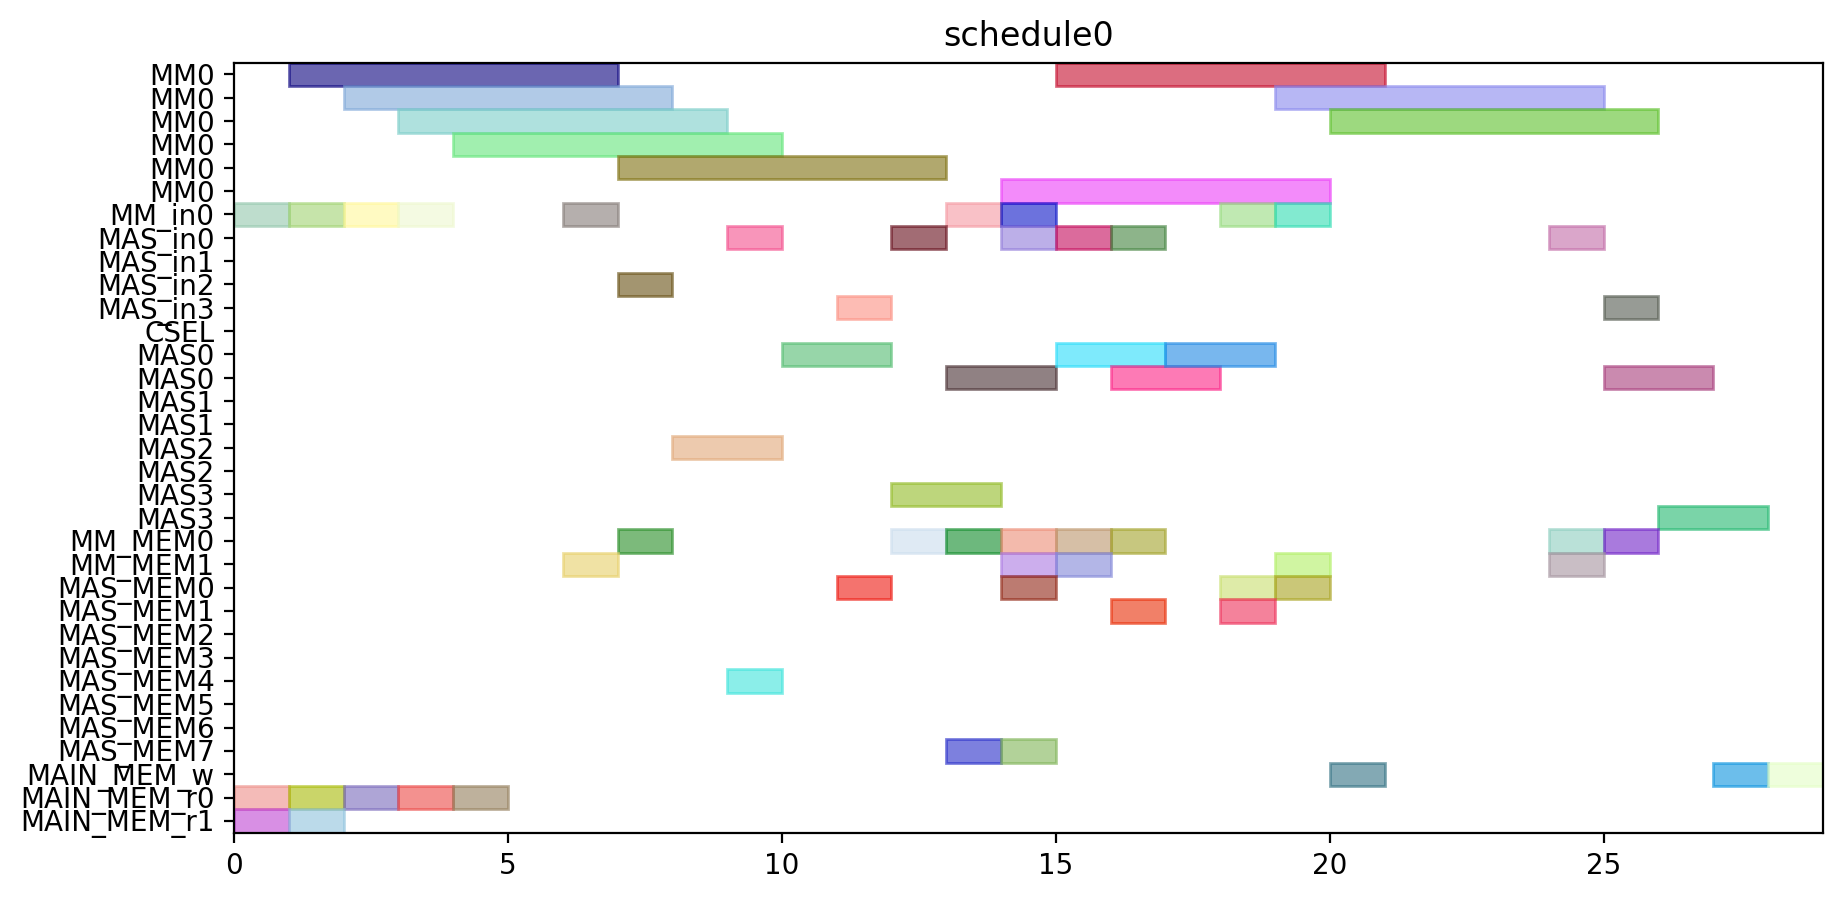 schedule0
MM0
MM0
MM0
MM0
MM0
MM0
MM_in0
MAS_in0
MAS_in1
MAS_in2
MAS_in3
CSEL
MAS0
MAS0
MAS1
MAS1
MAS2
MAS2
MAS3
MAS3
MM_MEM0
MM_MEM1
MAS_MEM0
MAS_MEM1
MAS_MEM2
MAS_MEM3
MAS_MEM4
MAS_MEM5
MAS_MEM6
MAS_MEM7
MAIN_MEM_w
MAIN_MEM_r0
MAIN_MEM_r1
0 5 10 15 20 25